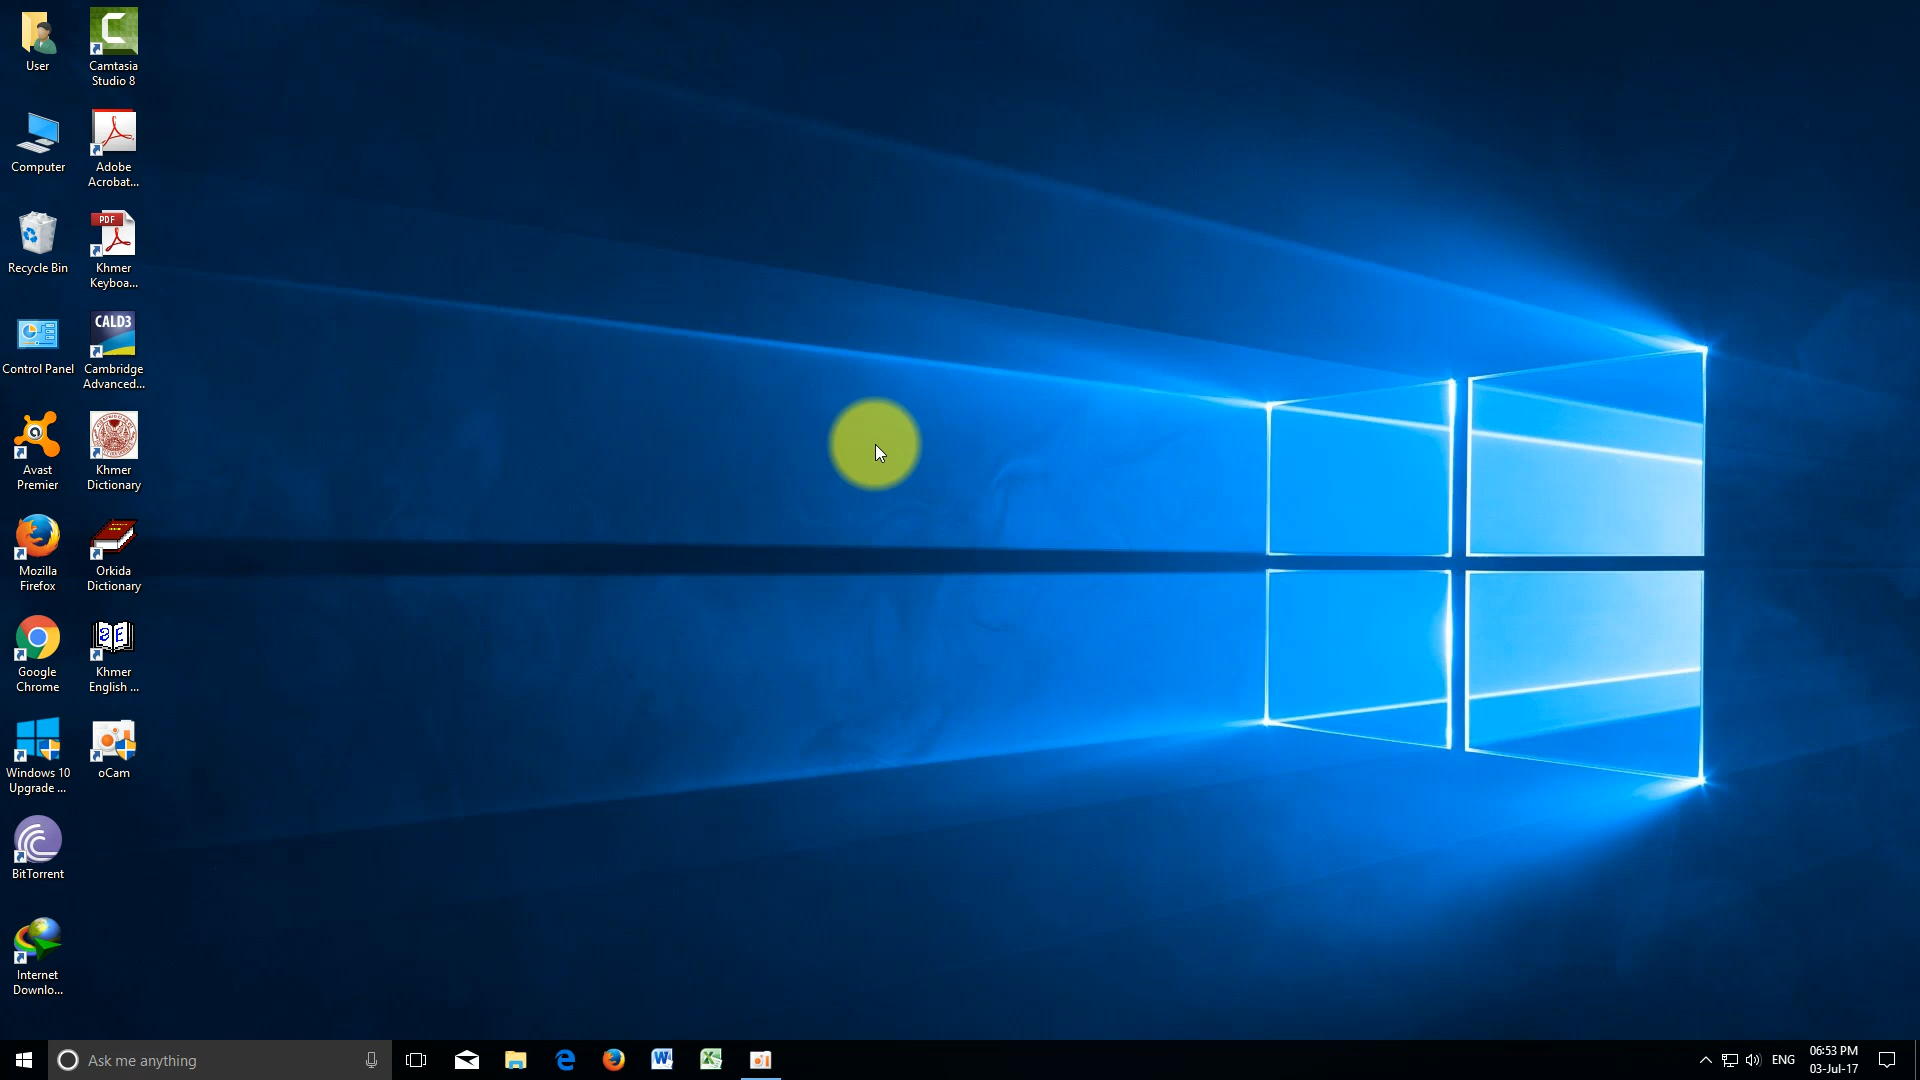 User
Camtasia
Studio 8
Computer
Adobe
Acrobat...
Recycle Bin
PDF
Khmer
Keyboa...
Control Panel
CALD3
Cambridge
Advanced...
Avast
Premier
Khmer
Dictionary
Mozilla
Firefox
Orkida
Dictionary
Google
Chrome
E
Khmer
English ...
Windows 10
Upgrade ...
oCam
BitTorrent
Internet
Downlo...
Ask me anything
ENG
06:53 PM
03-Jul-17